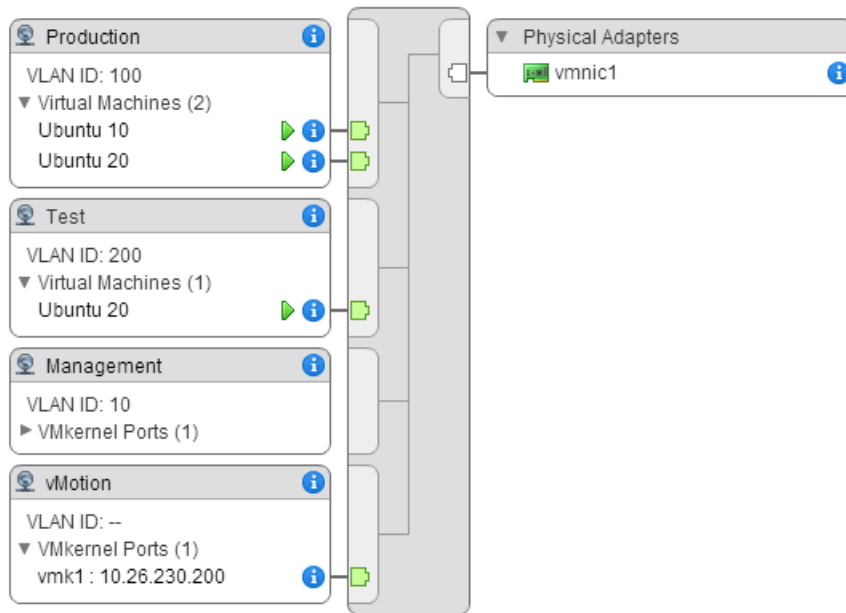 Production
VLAN ID: 100
Virtual Machines (2)
Ubuntu 10
Ubuntu 20
Test
VLAN ID: 200
Virtual Machines (1)
Ubuntu 20
Management
VLAN ID: 10
VMkernel Ports (1)
vMotion
VLAN ID: --
VMkernel Ports (1)
vmk1 : 10.26.230.200
Physical Adapters
vmnic1